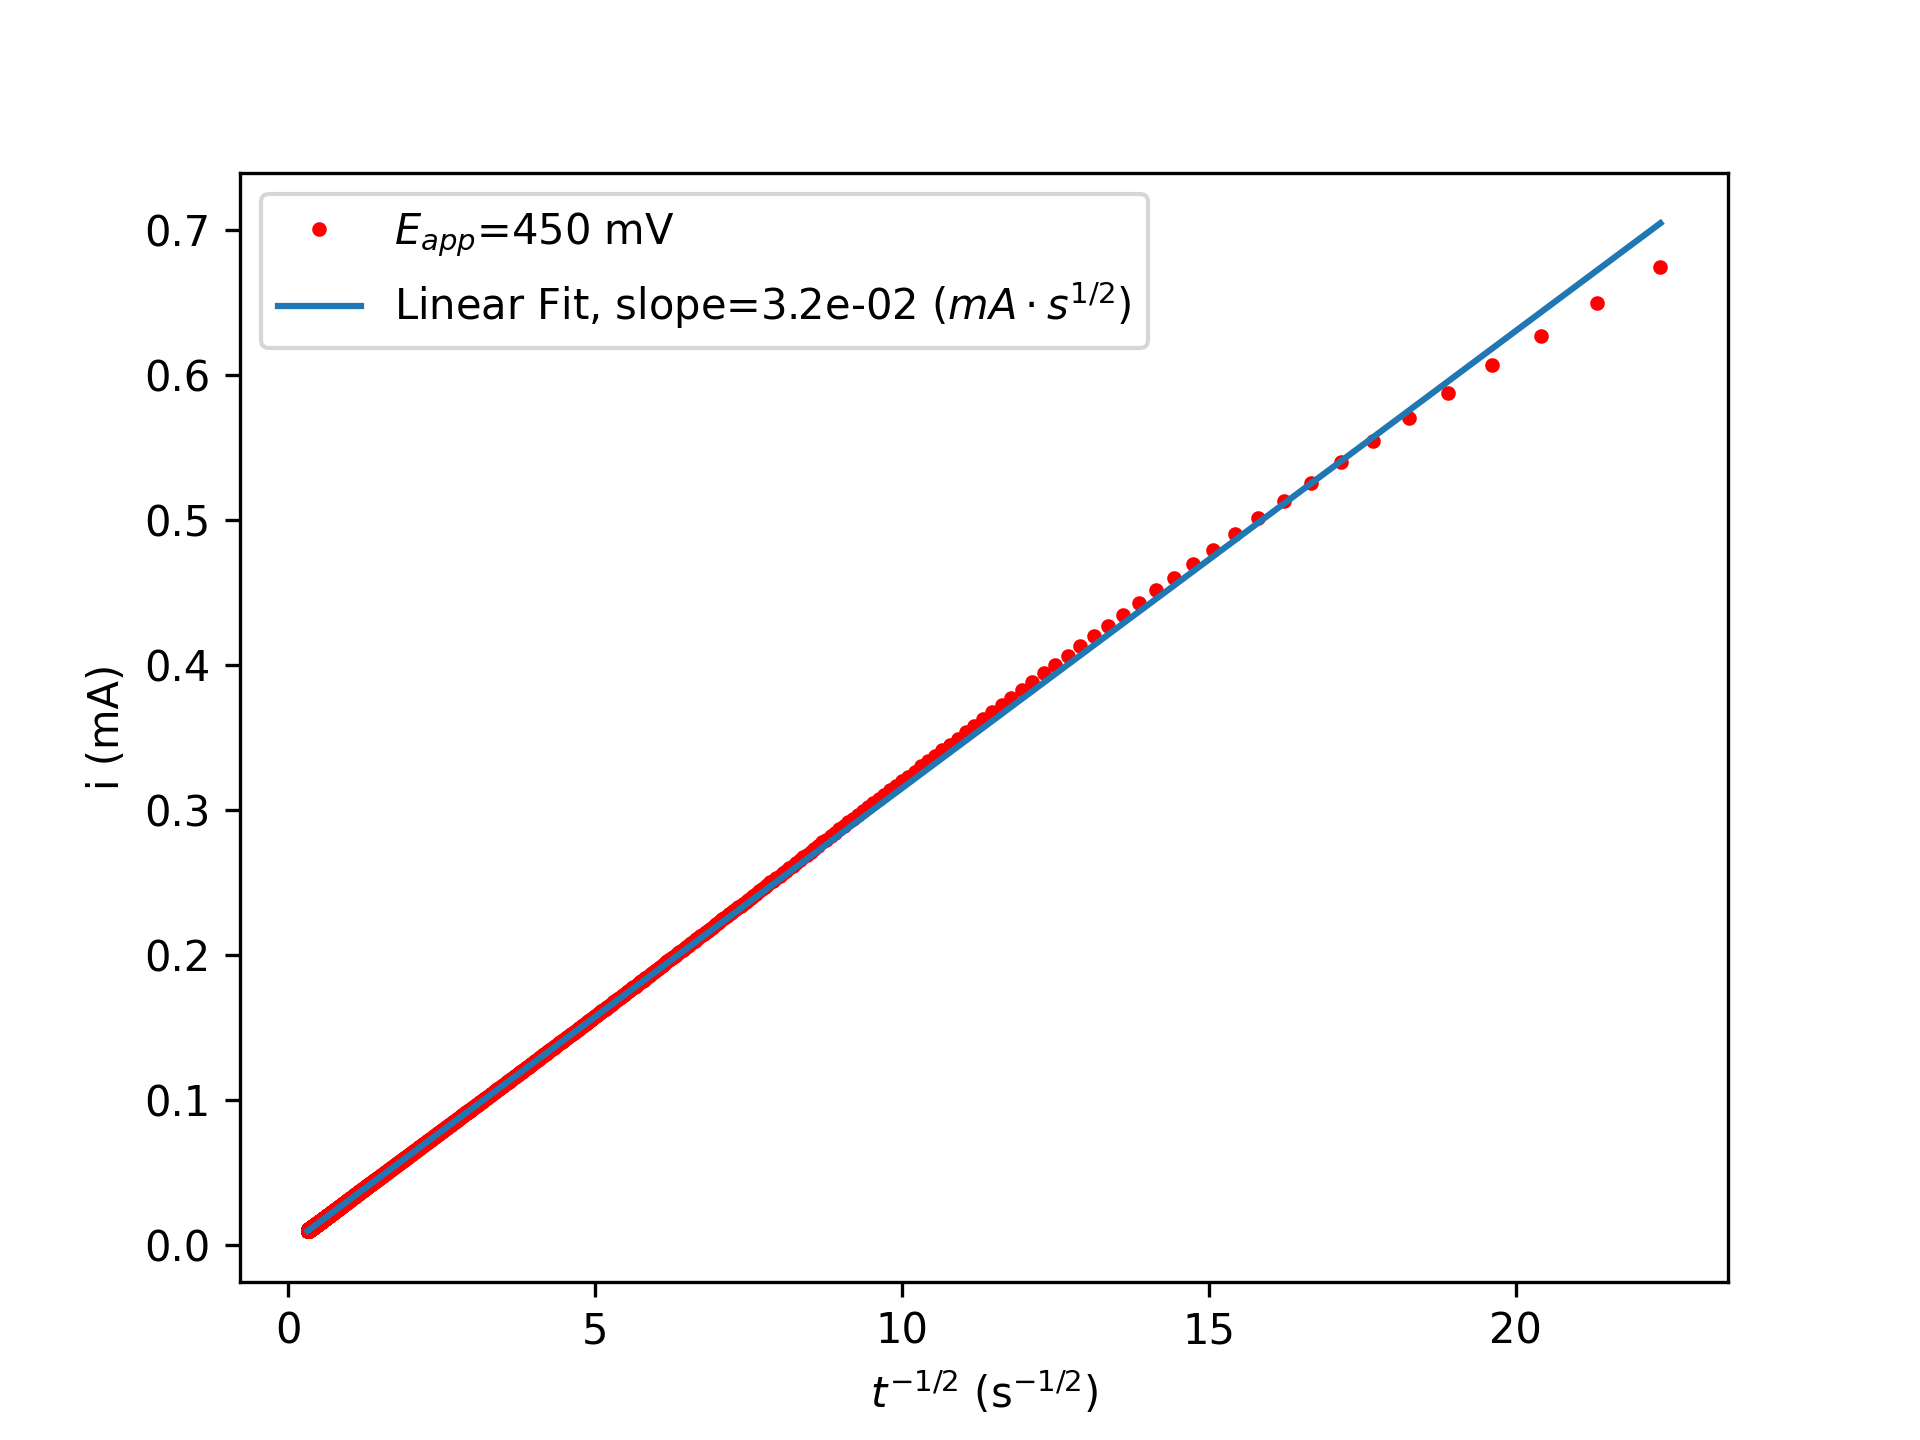 E_app=450 mV
Linear Fit, slope=3.2e-02 (mA · s^1/2)
0.7
0.6
0.5
0.4
0.3
0.2
0.1
0.0
i (mA)
0 5 10 15 20
t^−1/2 (s^−1/2)